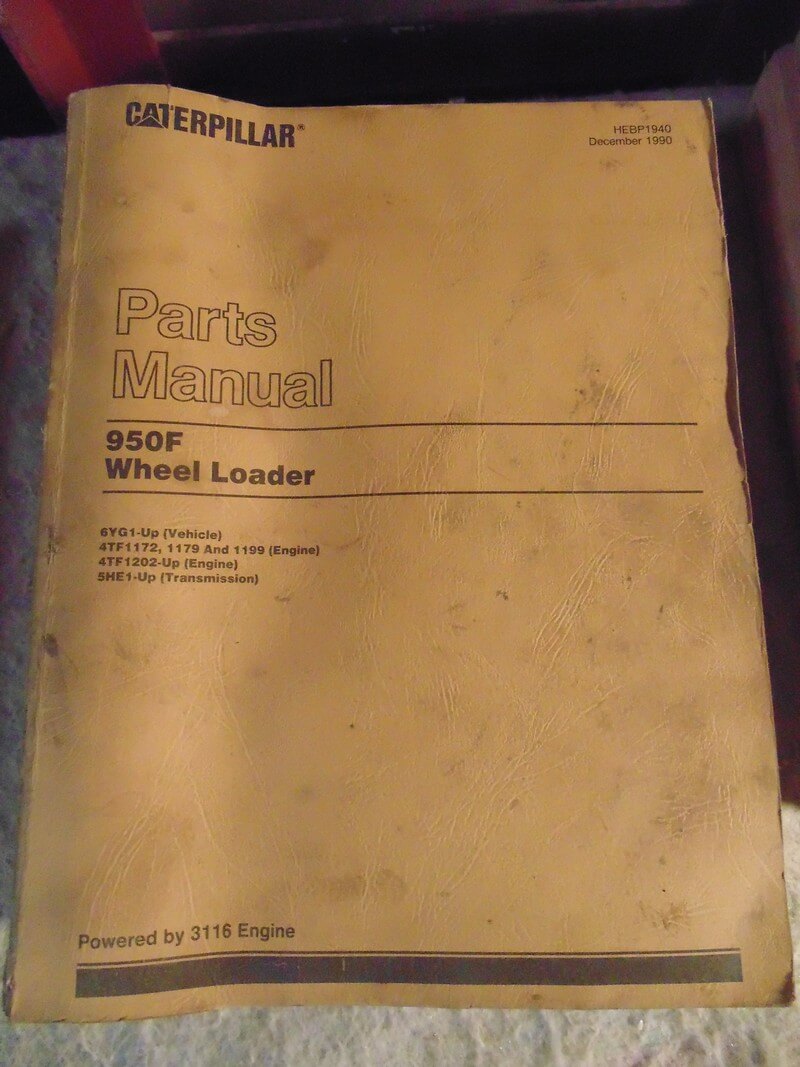 CATERPILLAR®
HEBP1940
December 1990
Parts
Manual
950F
Wheel Loader
6YG1-Up (Vehicle)
4TF1172, 1179 And 1199 (Engine)
4TF1202-Up (Engine)
5HE1-Up (Transmission)
Powered by 3116 Engine